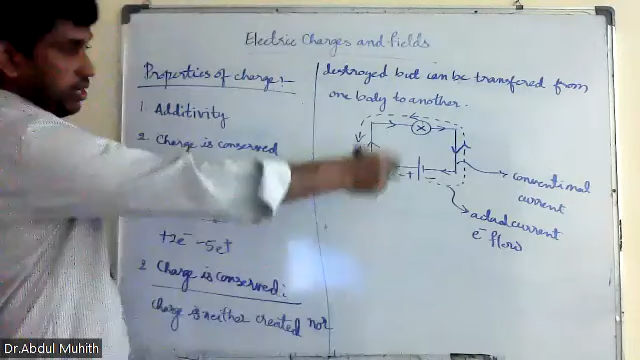 Electric Charges and Fields
Properties of charge:-
1. Additivity
2. Charge is conserved
+2e⁻ -5e⁺
2 Charge is conserved:
Charge is neither created nor
destroyed but can be transfered from
one body to another.
conventional
current
actual current
e⁻ flow
+
Dr.Abdul Muhith